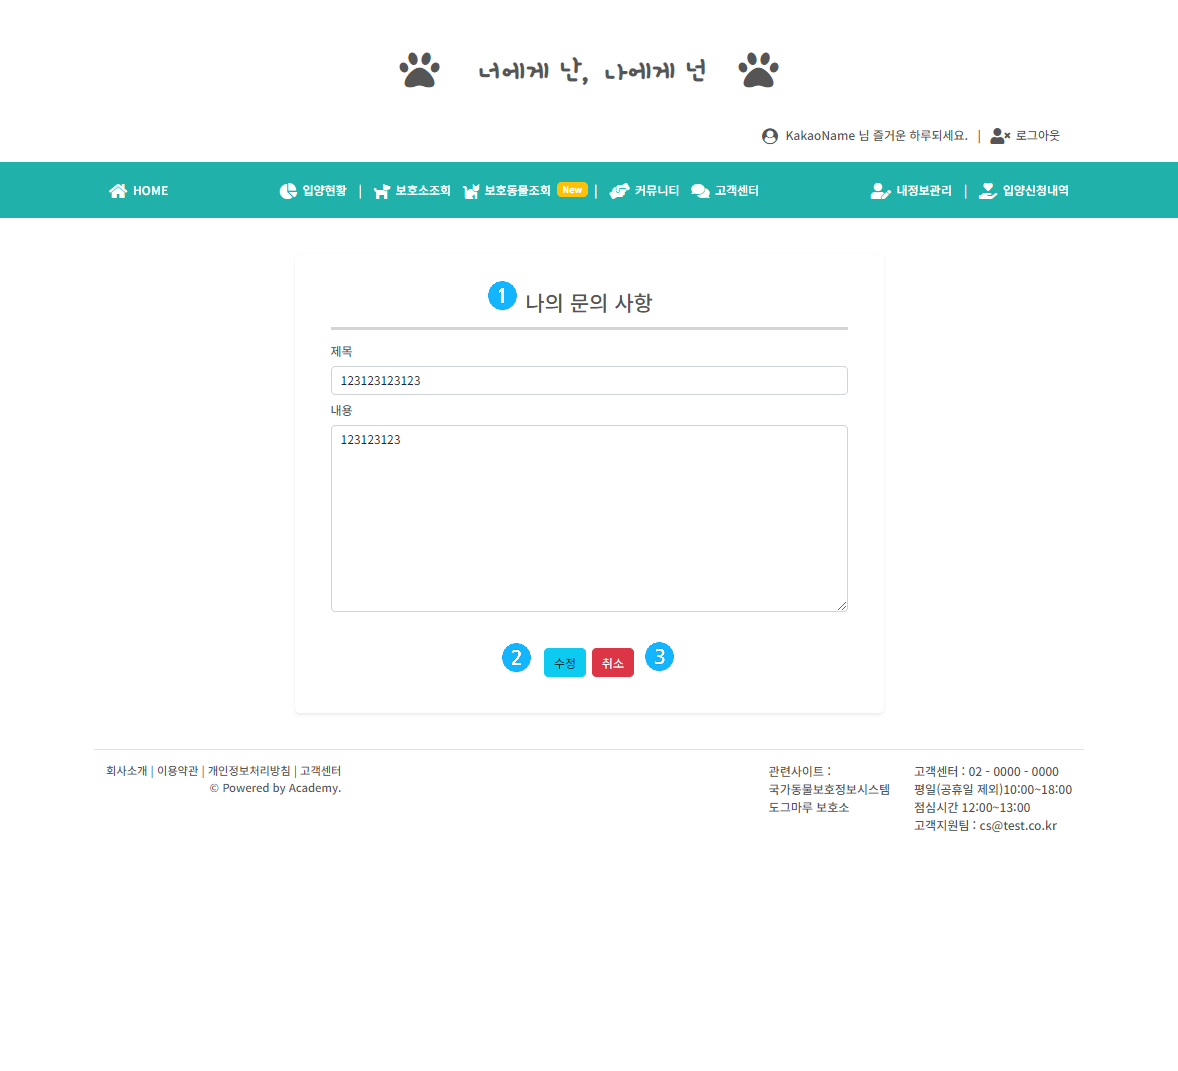 너에게 난, 나에게 넌
KakaoName 님 즐거운 하루되세요. | 로그아웃
HOME 입양현황 | 보호소조회 보호동물조회 New | 커뮤니티 고객센터 내정보관리 | 입양신청내역
1 나의 문의 사항
제목
123123123123
내용
123123123
2 수정 취소 3
회사소개 | 이용약관 | 개인정보처리방침 | 고객센터
© Powered by Academy.
관련사이트 :
국가동물보호정보시스템
도그마루 보호소
고객센터 : 02 - 0000 - 0000
평일(공휴일 제외)10:00~18:00
점심시간 12:00~13:00
고객지원팀 : cs@test.co.kr